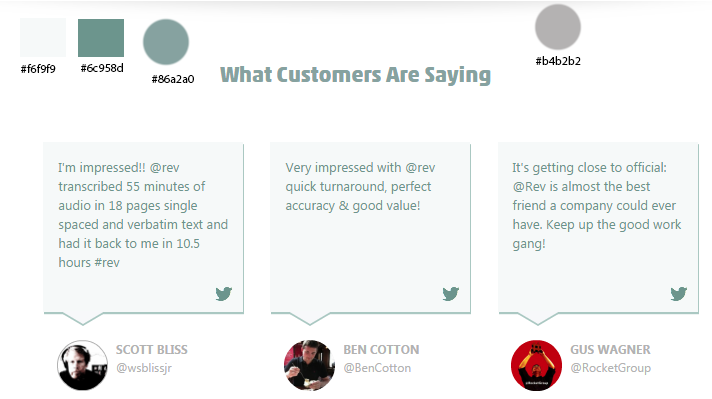 #f6f9f9
#6c958d
#86a2a0
#b4b2b2
What Customers Are Saying
I'm impressed!! @rev
transcribed 55 minutes of
audio in 18 pages single
spaced and verbatim text and
had it back to me in 10.5
hours #rev
SCOTT BLISS
@wsblissjr
Very impressed with @rev
quick turnaround, perfect
accuracy & good value!
BEN COTTON
@BenCotton
It's getting close to official:
@Rev is almost the best
friend a company could ever
have. Keep up the good work
gang!
GUS WAGNER
@RocketGroup
@RocketGroup